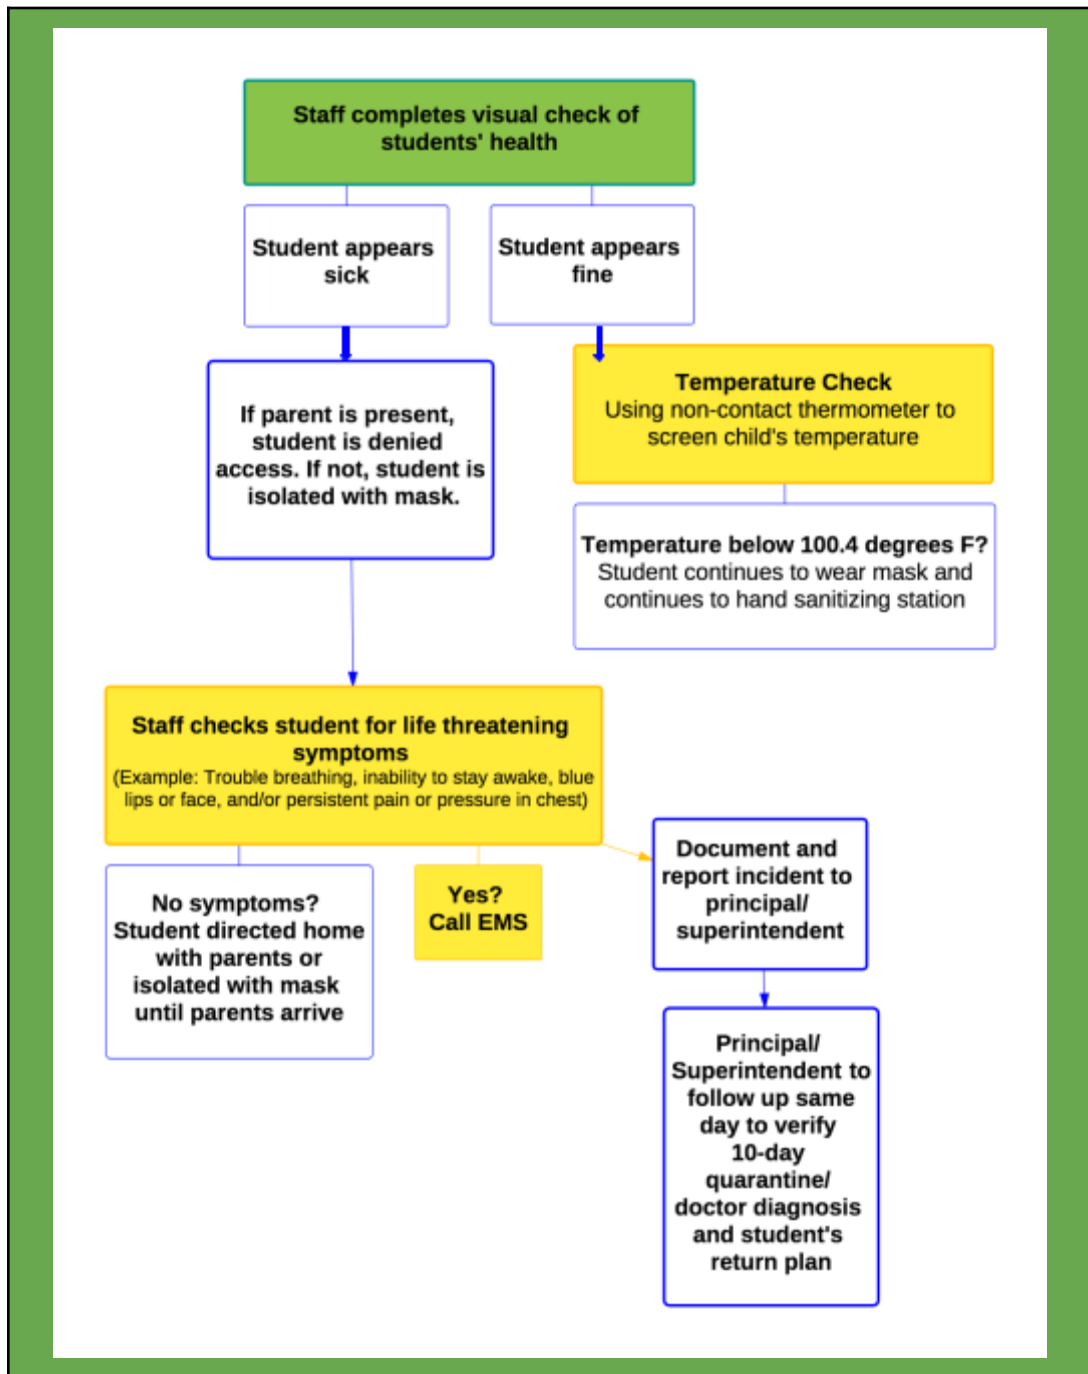 Staff completes visual check of
students' health
Student appears
sick
Student appears
fine
If parent is present,
student is denied
access. If not, student is
isolated with mask.
Temperature Check
Using non-contact thermometer to
screen child's temperature
Temperature below 100.4 degrees F?
Student continues to wear mask and
continues to hand sanitizing station
Staff checks student for life threatening
symptoms
(Example: Trouble breathing, inability to stay awake, blue
lips or face, and/or persistent pain or pressure in chest)
No symptoms?
Student directed home
with parents or
isolated with mask
until parents arrive
Yes?
Call EMS
Document and
report incident to
principal/
superintendent
Principal/
Superintendent to
follow up same
day to verify
10-day
quarantine/
doctor diagnosis
and student's
return plan